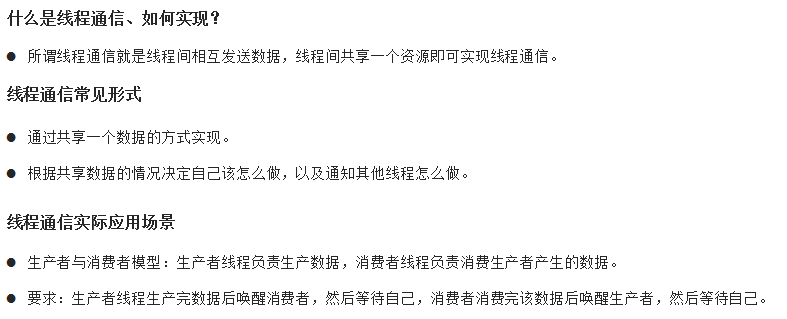 什么是线程通信、如何实现？
● 所谓线程通信就是线程间相互发送数据，线程间共享一个资源即可实现线程通信。
线程通信常见形式
● 通过共享一个数据的方式实现。
● 根据共享数据的情况决定自己该怎么做，以及通知其他线程怎么做。
线程通信实际应用场景
● 生产者与消费者模型：生产者线程负责生产数据，消费者线程负责消费生产者产生的数据。
● 要求：生产者线程生产完数据后唤醒消费者，然后等待自己，消费者消费完该数据后唤醒生产者，然后等待自己。